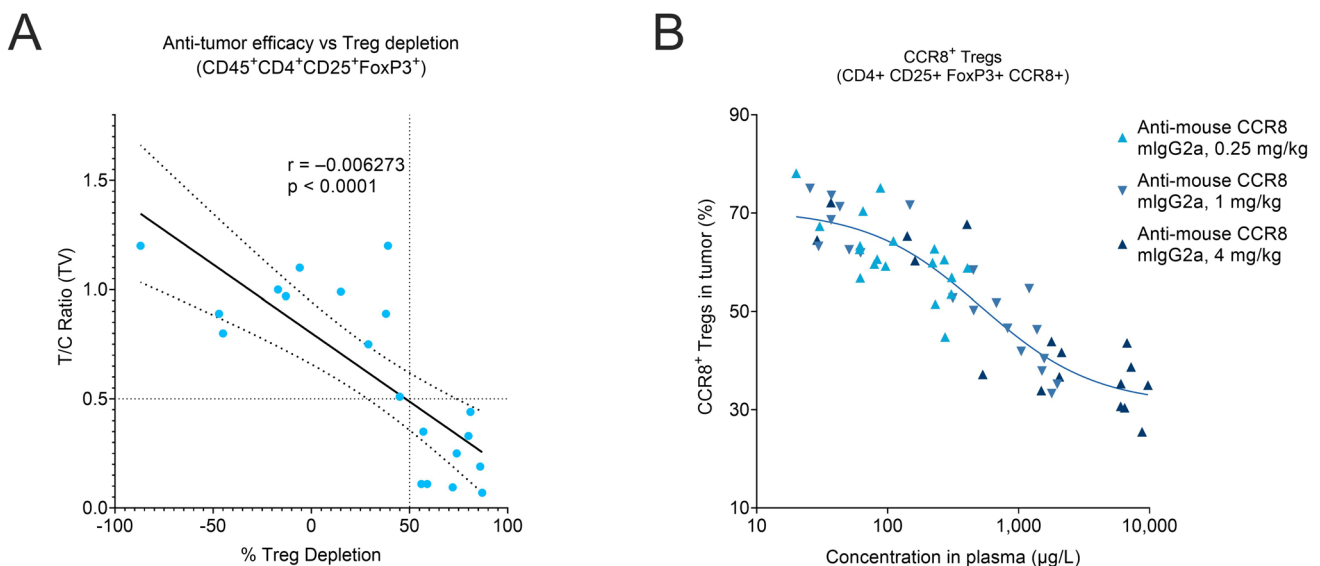 A
Anti-tumor efficacy vs Treg depletion
(CD45⁺CD4⁺CD25⁺FoxP3⁺)
r = –0.006273
p < 0.0001
T/C Ratio (TV)
1.5
1.0
0.5
0.0
-100
-50
0
50
100
% Treg Depletion
B
CCR8⁺ Tregs
(CD4+ CD25+ FoxP3+ CCR8+)
CCR8⁺ Tregs in tumor (%)
90
70
50
30
10
10
100
1,000
10,000
Concentration in plasma (µg/L)
Anti-mouse CCR8
mIgG2a, 0.25 mg/kg
Anti-mouse CCR8
mIgG2a, 1 mg/kg
Anti-mouse CCR8
mIgG2a, 4 mg/kg